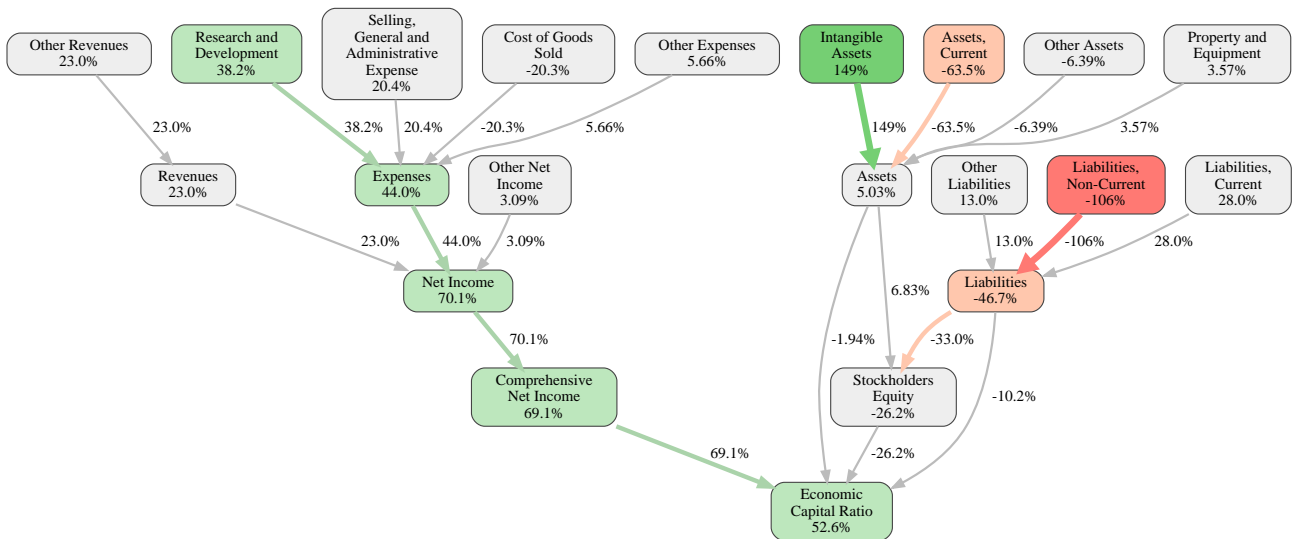 Other Revenues
23.0%
Research and
Development
38.2%
Selling,
General and
Administrative
Expense
20.4%
Cost of Goods
Sold
-20.3%
Other Expenses
5.66%
Intangible
Assets
149%
Assets,
Current
-63.5%
Other Assets
-6.39%
Property and
Equipment
3.57%
23.0%
38.2%
20.4%
-20.3%
5.66%
149%
-63.5%
-6.39%
3.57%
Revenues
23.0%
Expenses
44.0%
Other Net
Income
3.09%
Assets
5.03%
Other
Liabilities
13.0%
Liabilities,
Non-Current
-106%
Liabilities,
Current
28.0%
23.0%
44.0%
3.09%
13.0%
-106%
28.0%
Net Income
70.1%
6.83%
Liabilities
-46.7%
70.1%
-1.94%
-33.0%
Comprehensive
Net Income
69.1%
Stockholders
Equity
-26.2%
-10.2%
69.1%
-26.2%
Economic
Capital Ratio
52.6%